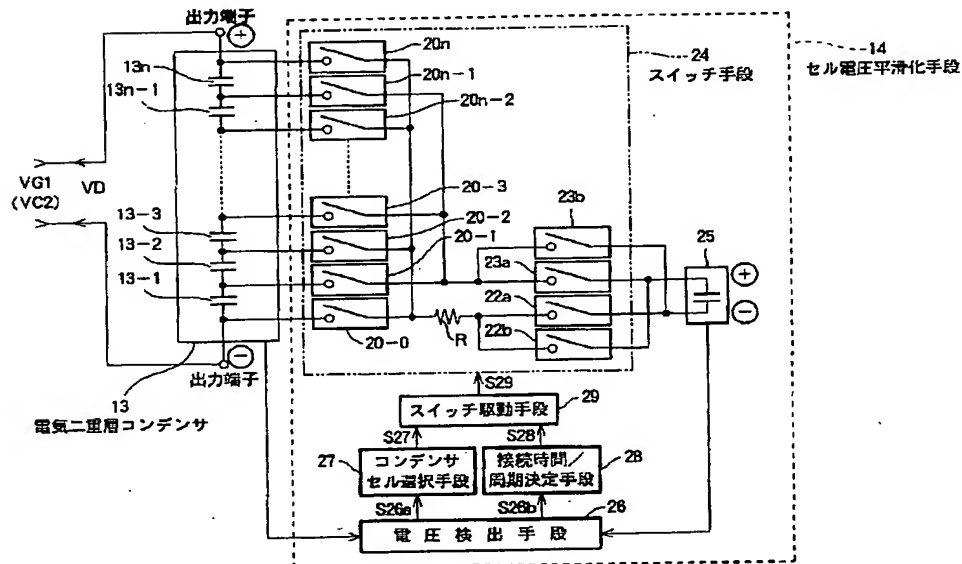 出力端子
+
13n
13n-1
20n
20n-1
20n-2
24
スイッチ手段
14
セル電圧平滑化手段
VG1
(VC2)
VD
13-3
13-2
13-1
20-3
20-2
20-1
20-0
R
23b
23a
22a
22b
25
+
-
-
出力端子
13
電気二重層コンデンサ
S29
スイッチ駆動手段
29
S27
S28
27
コンデンサ
セル選択手段
接続時間/
周期決定手段
28
S26a
S26b
26
電圧検出手段